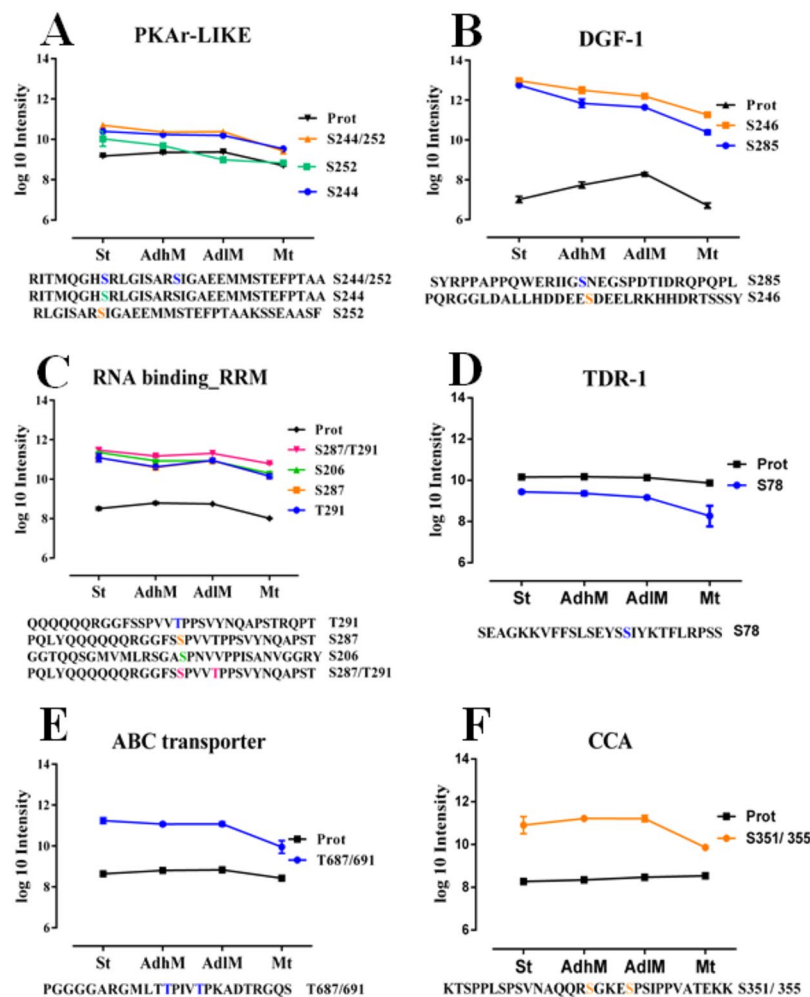 A
PKAr-LIKE
log 10 Intensity
14
12
10
8
6
Prot
S244/252
S252
S244
St AdhM AdlM Mt
RITMQGHSRLGISARSIGAEEMMSTEFPTAA S244/252
RITMQGHSRLGISARSIGAEEMMSTEFPTAA S244
RLGISARSIGAEEMMSTEFPTAAKSSEAASF S252
B
DGF-1
log 10 Intensity
14
12
10
8
6
Prot
S246
S285
St AdhM AdlM Mt
SYRPPAPPQWERIIGSNEGSPDTIDRQPQPL S285
PQRGGLDALLHDDEESDEELRKHHDRTSSSY S246
C
RNA binding_RRM
log 10 Intensity
14
12
10
8
6
Prot
S287/T291
S206
S287
T291
St AdhM AdlM Mt
QQQQQQRGGFSSPVVTPPSVYNQAPSTRQPT T291
PQLYQQQQQQRGGFSSPVVTPPSVYNQAPST S287
GGTQQSGMVMLRSGASPNVVPPISANVGGRY S206
PQLYQQQQQQRGGFSSPVVTPPSVYNQAPST S287/T291
D
TDR-1
log 10 Intensity
14
12
10
8
6
Prot
S78
St AdhM AdlM Mt
SEAGKKVFFSLSEYSSIYKTFLRPSS S78
E
ABC transporter
log 10 Intensity
14
12
10
8
6
Prot
T687/691
St AdhM AdlM Mt
PGGGGARGMLTTPIVTPKADTRGQS T687/691
F
CCA
log 10 Intensity
14
12
10
8
6
Prot
S351/ 355
St AdhM AdlM Mt
KTSPPLSPSVNAQQRSGKESPSIPPVATEKK S351/ 355